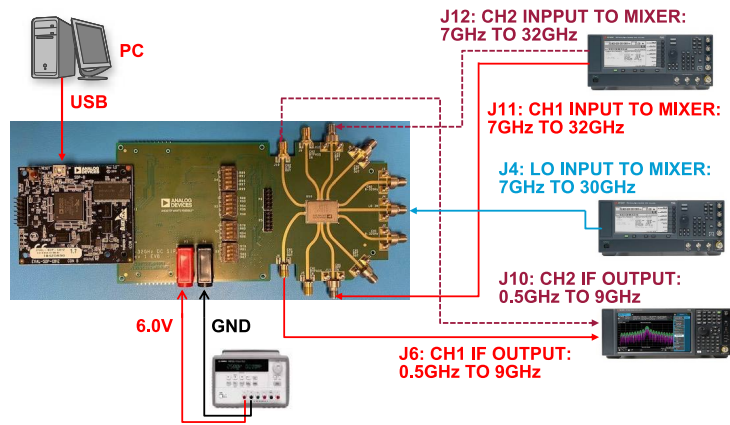 J12: CH2 INPPUT TO MIXER:
7GHz TO 32GHz
PC
USB
J11: CH1 INPUT TO MIXER:
7GHz TO 32GHz
J4: LO INPUT TO MIXER:
7GHz TO 30GHz
ANALOG
DEVICES
ANALOG
DEVICES
J10: CH2 IF OUTPUT:
0.5GHz TO 9GHz
6.0V
GND
J6: CH1 IF OUTPUT:
0.5GHz TO 9GHz